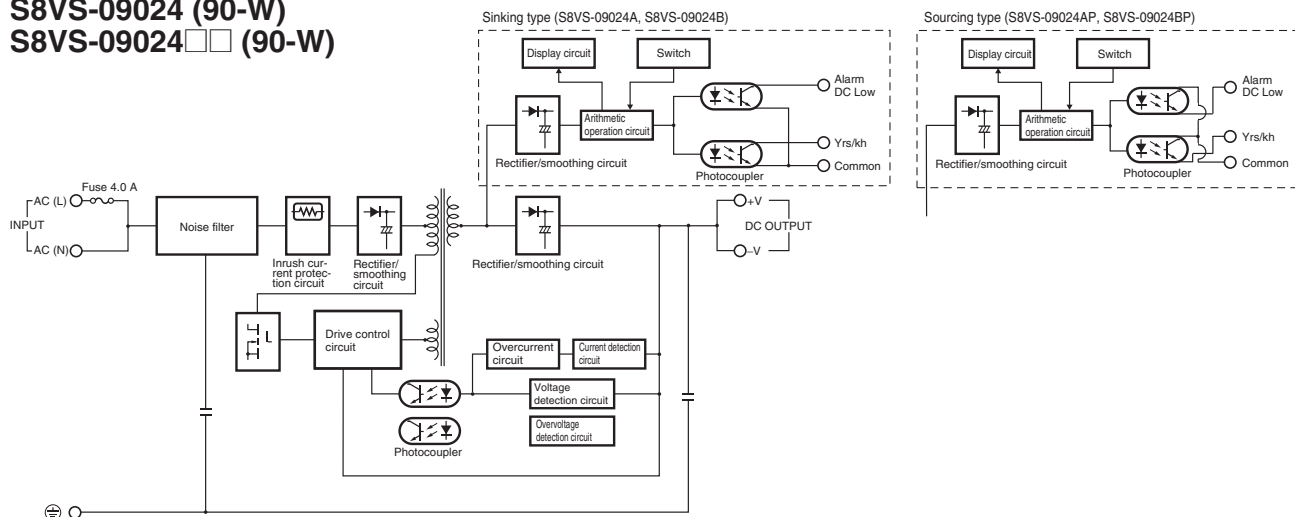 S8VS-09024 (90-W)
S8VS-09024□□ (90-W)
Sinking type (S8VS-09024A, S8VS-09024B)
Display circuit
Switch
Arithmetic
operation circuit
Rectifier/smoothing circuit
Photocoupler
Alarm
DC Low
Yrs/kh
Common
Sourcing type (S8VS-09024AP, S8VS-09024BP)
Display circuit
Switch
Arithmetic
operation circuit
Rectifier/smoothing circuit
Photocoupler
Alarm
DC Low
Yrs/kh
Common
Fuse 4.0 A
AC (L)
INPUT
AC (N)
Noise filter
Inrush cur-
rent protec-
tion circuit
Rectifier/
smoothing
circuit
Rectifier/smoothing circuit
+V
DC OUTPUT
–V
Drive control
circuit
Overcurrent
circuit
Current detection
circuit
Voltage
detection circuit
Overvoltage
detection circuit
Photocoupler